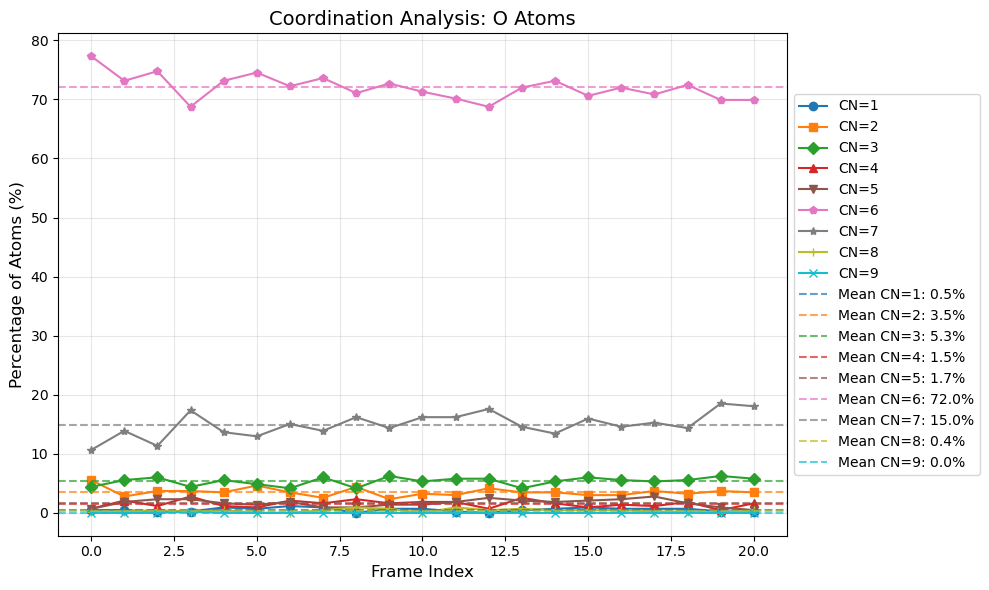 Coordination Analysis: O Atoms
Percentage of Atoms (%)
80
70
60
50
40
30
20
10
0
0.0
2.5
5.0
7.5
10.0
12.5
15.0
17.5
20.0
Frame Index
CN=1
CN=2
CN=3
CN=4
CN=5
CN=6
CN=7
CN=8
CN=9
Mean CN=1: 0.5%
Mean CN=2: 3.5%
Mean CN=3: 5.3%
Mean CN=4: 1.5%
Mean CN=5: 1.7%
Mean CN=6: 72.0%
Mean CN=7: 15.0%
Mean CN=8: 0.4%
Mean CN=9: 0.0%